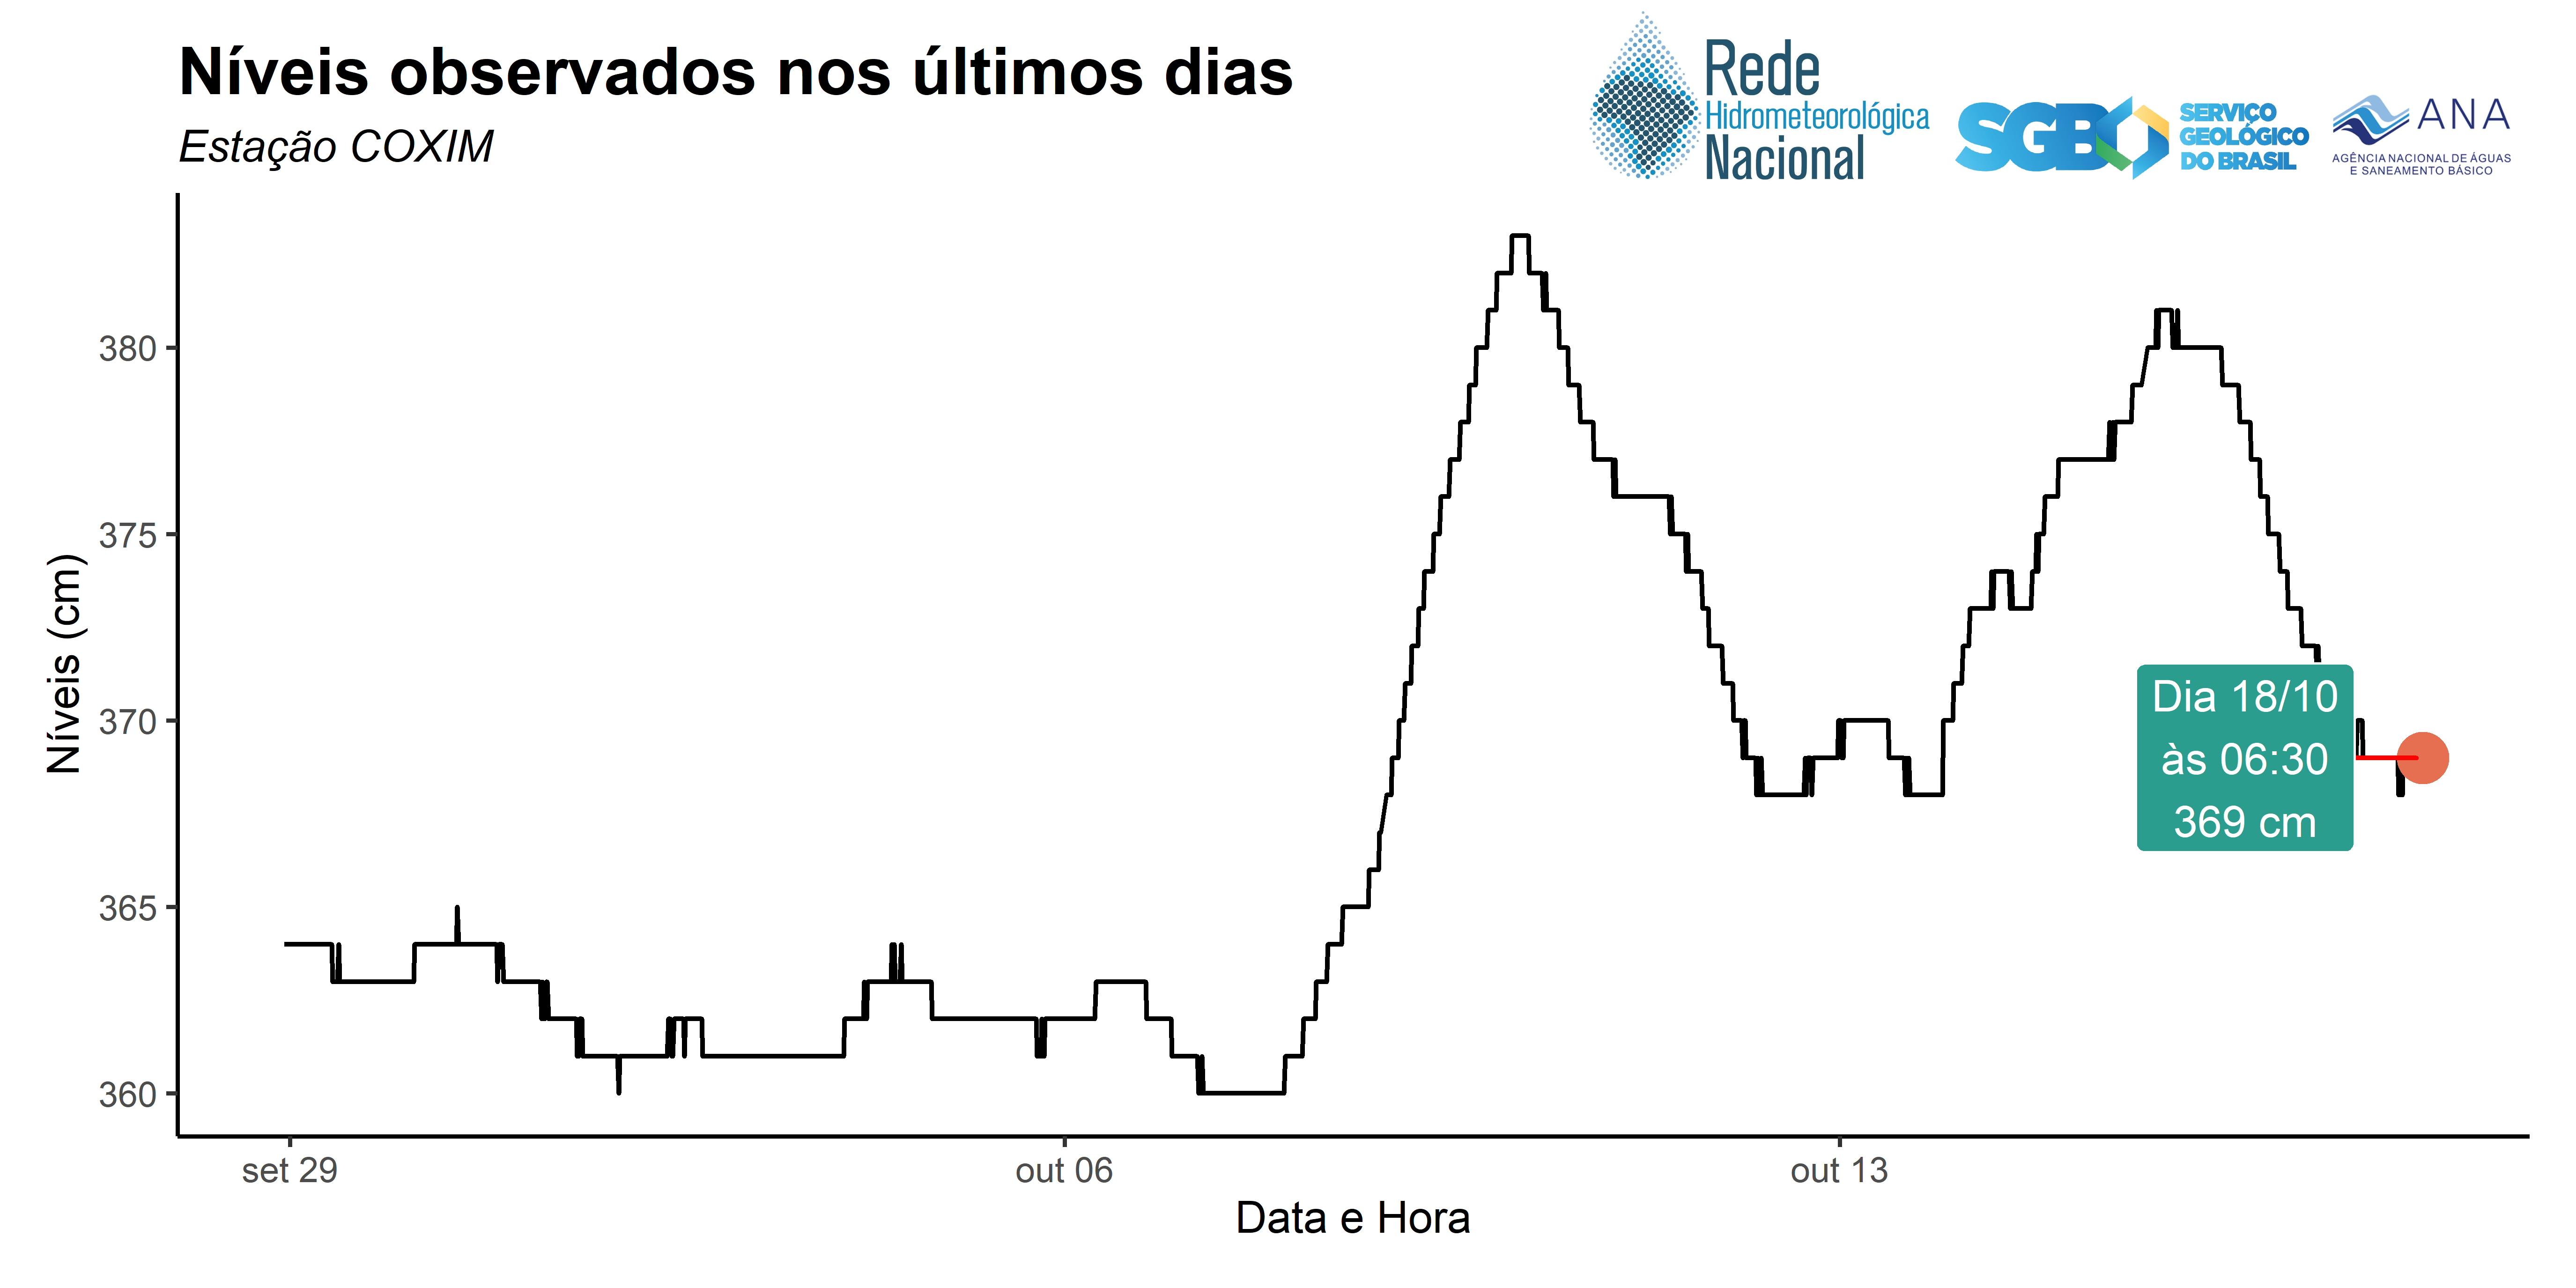 Níveis observados nos últimos dias
Estação COXIM
Rede
Hidrometeorológica
Nacional
SGB
SERVIÇO
GEOLÓGICO
DO BRASIL
ANA
AGÊNCIA NACIONAL DE ÁGUAS
E SANEAMENTO BÁSICO
Níveis (cm)
380
375
370
365
360
Dia 18/10
às 06:30
369 cm
set 29
out 06
out 13
Data e Hora